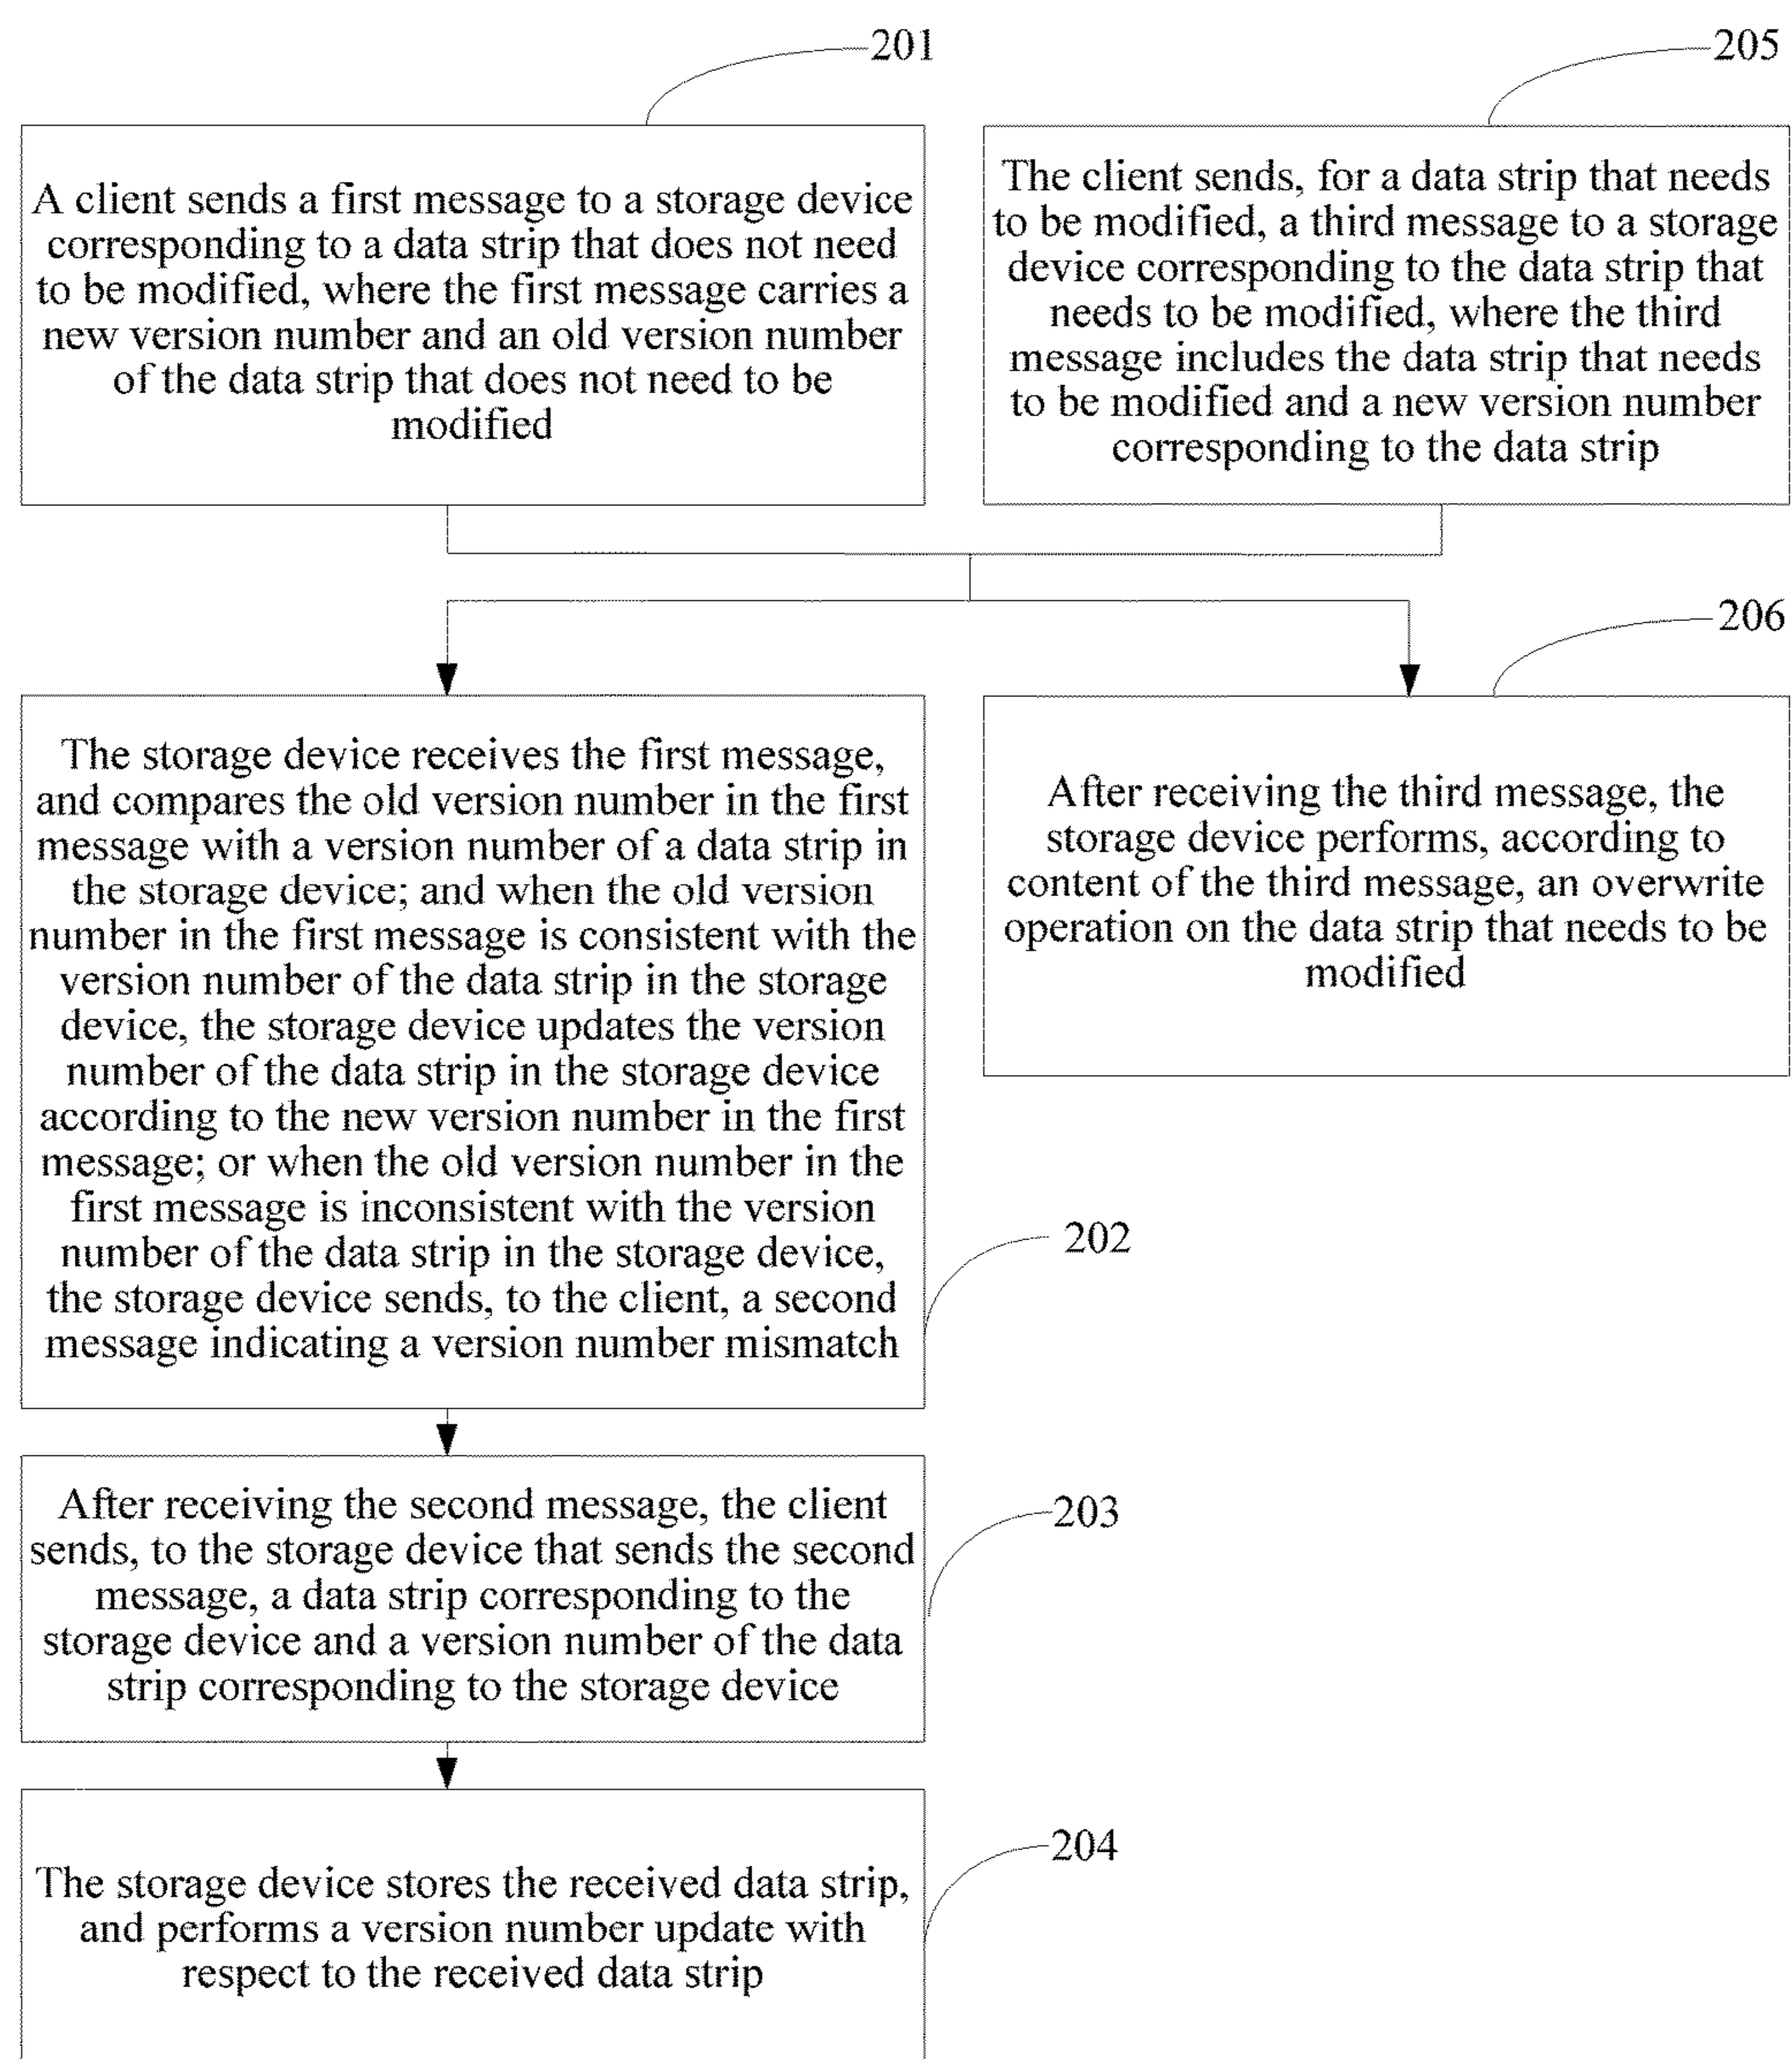 201
A client sends a first message to a storage device
corresponding to a data strip that does not need
to be modified, where the first message carries a
new version number and an old version number
of the data strip that does not need to be
modified
205
The client sends, for a data strip that needs
to be modified, a third message to a storage
device corresponding to the data strip that
needs to be modified, where the third
message includes the data strip that needs
to be modified and a new version number
corresponding to the data strip
The storage device receives the first message,
and compares the old version number in the first
message with a version number of a data strip in
the storage device; and when the old version
number in the first message is consistent with the
version number of the data strip in the storage
device, the storage device updates the version
number of the data strip in the storage device
according to the new version number in the first
message; or when the old version number in the
first message is inconsistent with the version
number of the data strip in the storage device,
the storage device sends, to the client, a second
message indicating a version number mismatch
202
206
After receiving the third message, the
storage device performs, according to
content of the third message, an overwrite
operation on the data strip that needs to be
modified
After receiving the second message, the client
sends, to the storage device that sends the second
message, a data strip corresponding to the
storage device and a version number of the data
strip corresponding to the storage device
203
The storage device stores the received data strip,
and performs a version number update with
respect to the received data strip
204